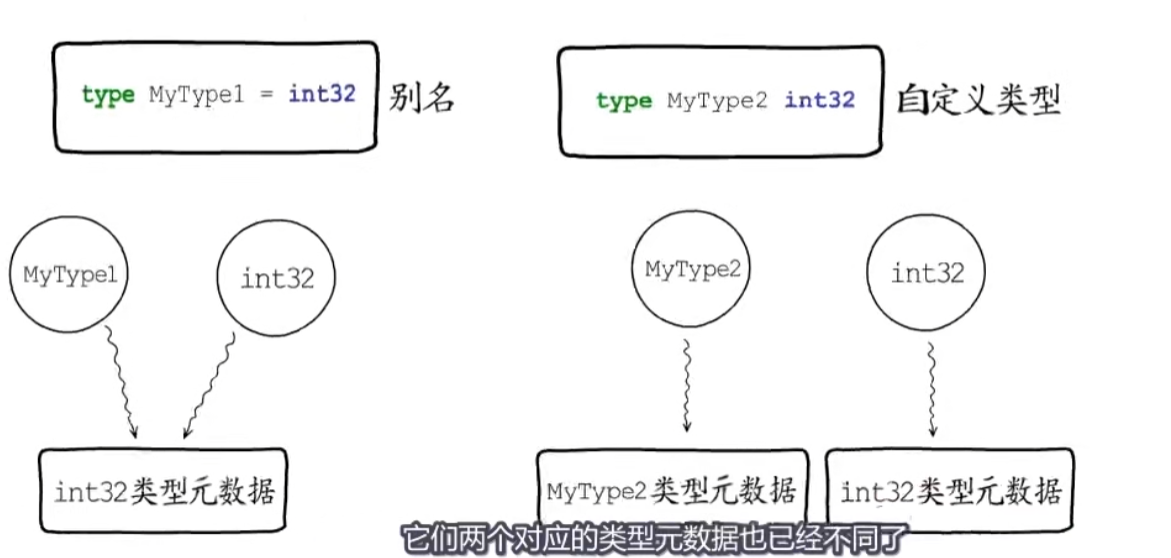 type MyType1 = int32
别名
type MyType2 int32
自定义类型
MyType1
int32
MyType2
int32
int32类型元数据
MyType2类型元数据
int32类型元数据
它们两个对应的类型元数据也已经不同了